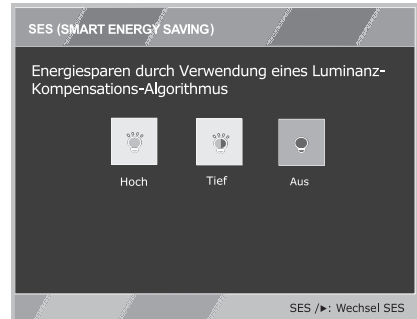 SES (SMART ENERGY SAVING)
Energiesparen durch Verwendung eines Luminanz-
Kompensations-Algorithmus
Hoch Tief Aus
SES /►: Wechsel SES